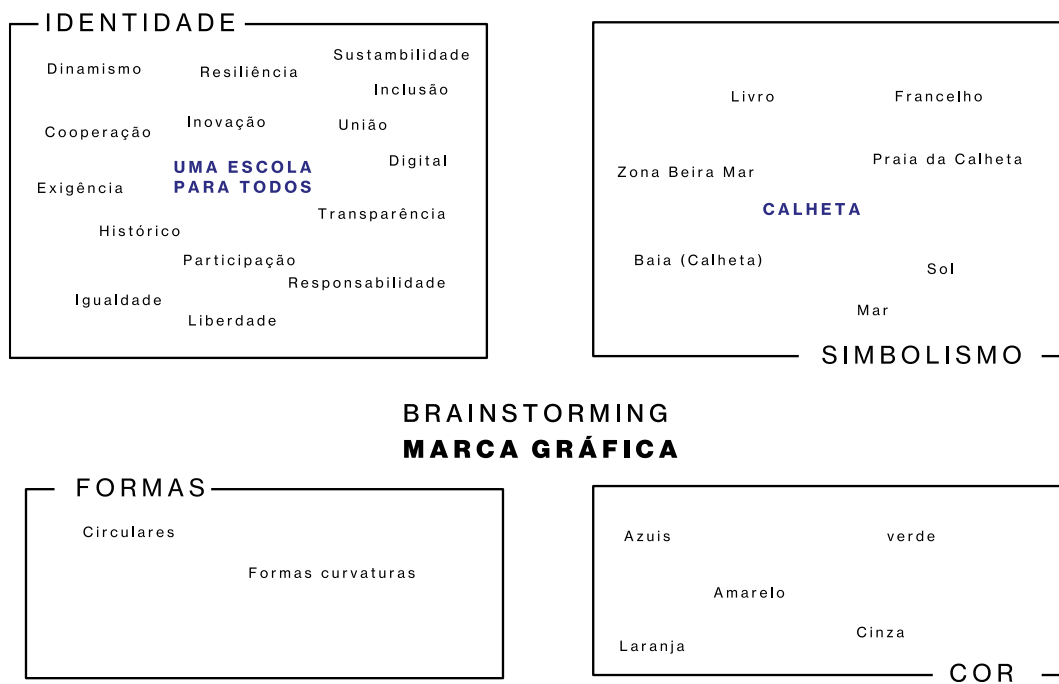 IDENTIDADE
Dinamismo
Resiliência
Sustambilidade
Inclusão
Cooperação
Inovação
União
UMA ESCOLA
PARA TODOS
Digital
Exigência
Transparência
Histórico
Participação
Responsabilidade
Igualdade
Liberdade
Livro
Francelho
Zona Beira Mar
Praia da Calheta
CALHETA
Baia (Calheta)
Sol
Mar
SIMBOLISMO
BRAINSTORMING
MARCA GRÁFICA
FORMAS
Circulares
Formas curvaturas
Azuis
verde
Amarelo
Laranja
Cinza
COR